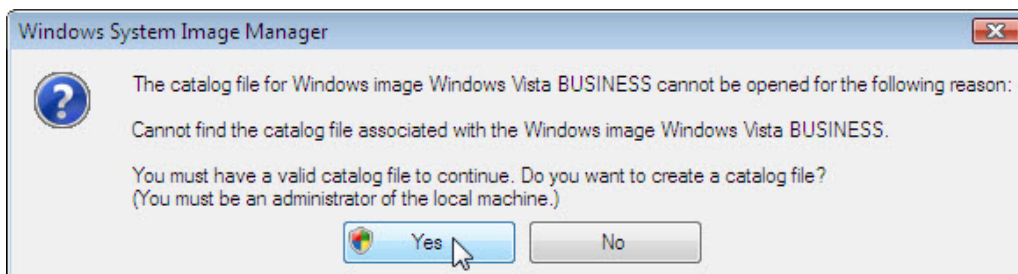 Windows System Image Manager
The catalog file for Windows image Windows Vista BUSINESS cannot be opened for the following reason:
Cannot find the catalog file associated with the Windows image Windows Vista BUSINESS.
You must have a valid catalog file to continue. Do you want to create a catalog file?
(You must be an administrator of the local machine.)
Yes No